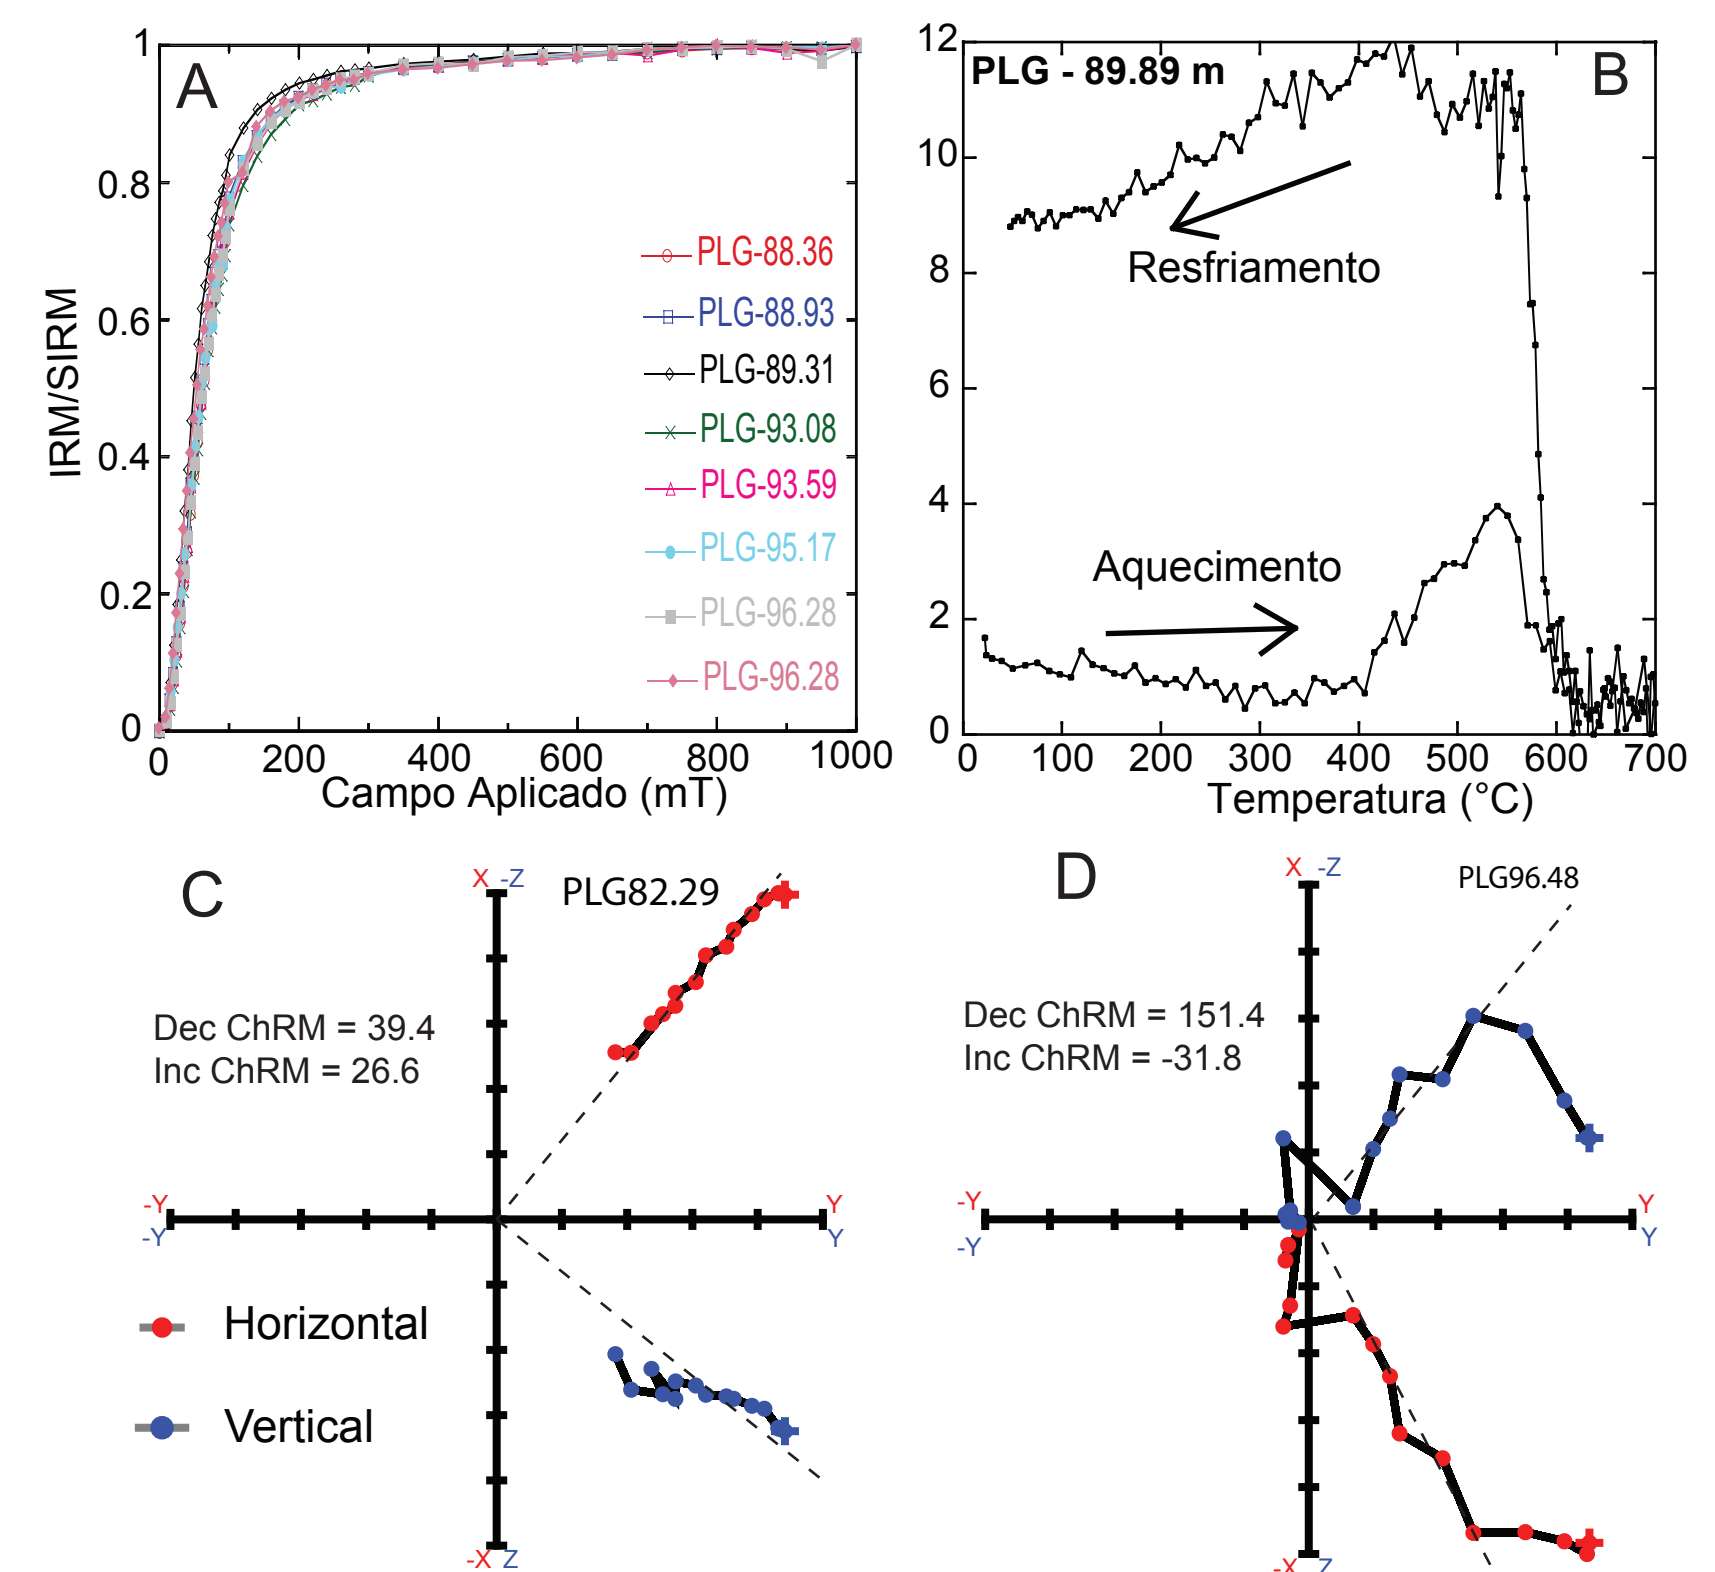 A
1
0.8
0.6
0.4
0.2
0
IRM/SIRM
PLG-88.36
PLG-88.93
PLG-89.31
PLG-93.08
PLG-93.59
PLG-95.17
PLG-96.28
PLG-96.28
0 200 400 600 800 1000
Campo Aplicado (mT)
B
PLG - 89.89 m
12
10
8
6
4
2
0
Resfriamento
Aquecimento
0 100 200 300 400 500 600 700
Temperatura (°C)
C
X -Z
PLG82.29
Dec ChRM = 39.4
Inc ChRM = 26.6
-Y
-Y
Y
Y
Horizontal
Vertical
-X Z
D
X -Z
PLG96.48
Dec ChRM = 151.4
Inc ChRM = -31.8
-Y
-Y
Y
Y
-X Z